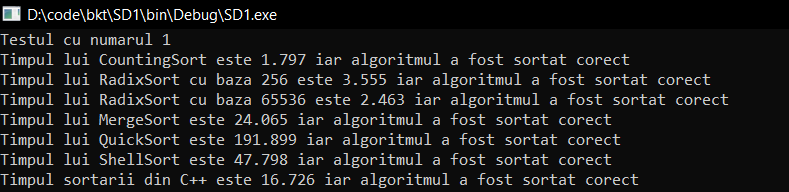 D:\code\bkt\SD1\bin\Debug\SD1.exe
Testul cu numarul 1
Timpul lui CountingSort este 1.797 iar algoritmul a fost sortat corect
Timpul lui RadixSort cu baza 256 este 3.555 iar algoritmul a fost sortat corect
Timpul lui RadixSort cu baza 65536 este 2.463 iar algoritmul a fost sortat corect
Timpul lui MergeSort este 24.065 iar algoritmul a fost sortat corect
Timpul lui QuickSort este 191.899 iar algoritmul a fost sortat corect
Timpul lui ShellSort este 47.798 iar algoritmul a fost sortat corect
Timpul sortarii din C++ este 16.726 iar algoritmul a fost sortat corect